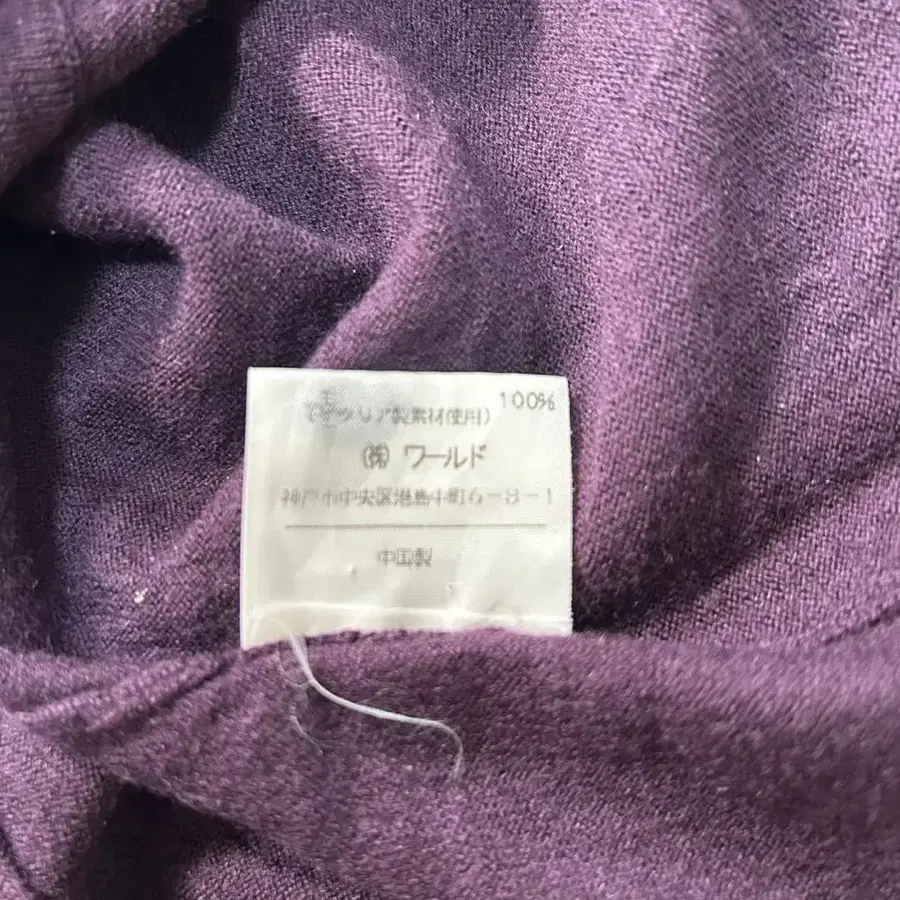 毛 100%
(イタリア製素材使用)
(株) ワールド
神戸市中央区港島中町6-8-1
中国製